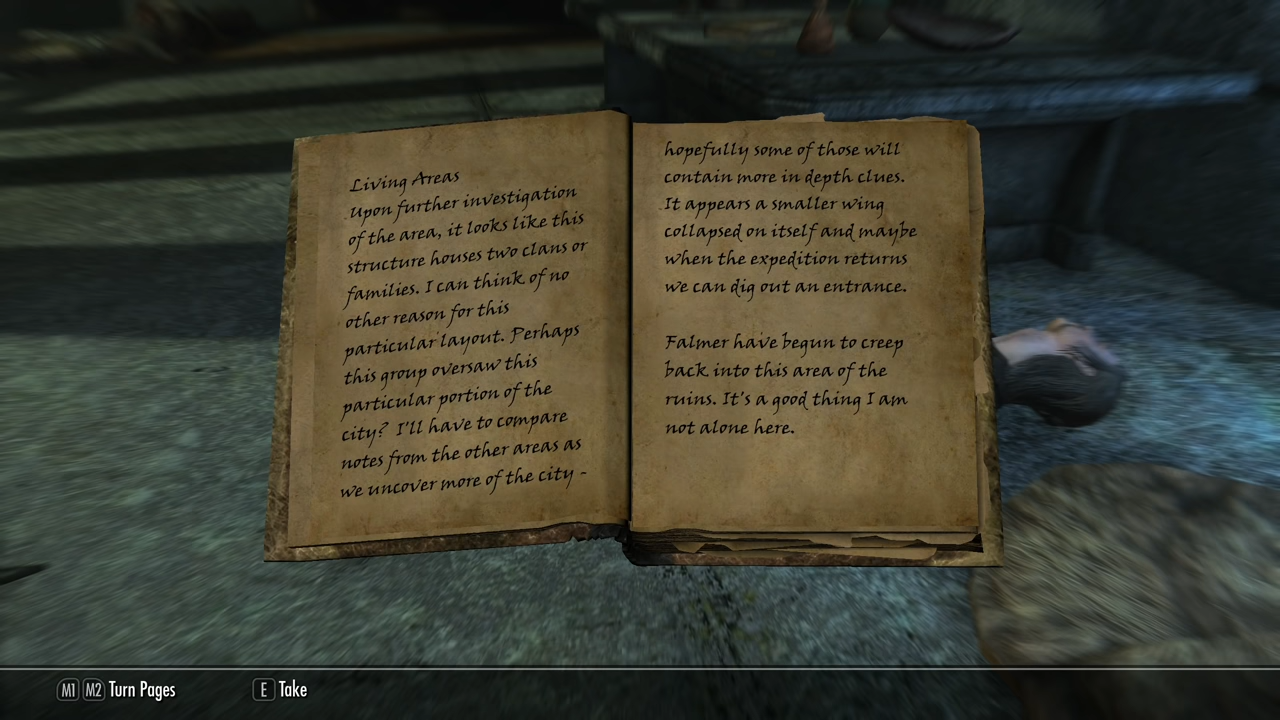 Living Areas
Upon further investigation
of the area, it looks like this
structure houses two clans or
families. I can think of no
other reason for this
particular layout. Perhaps
this group oversaw this
particular portion of the
city? I'll have to compare
notes from the other areas as
we uncover more of the city -
hopefully some of those will
contain more in depth clues.
It appears a smaller wing
collapsed on itself and maybe
when the expedition returns
we can dig out an entrance.
Falmer have begun to creep
back into this area of the
ruins. It's a good thing I am
not alone here.
M1 M2 Turn Pages E Take